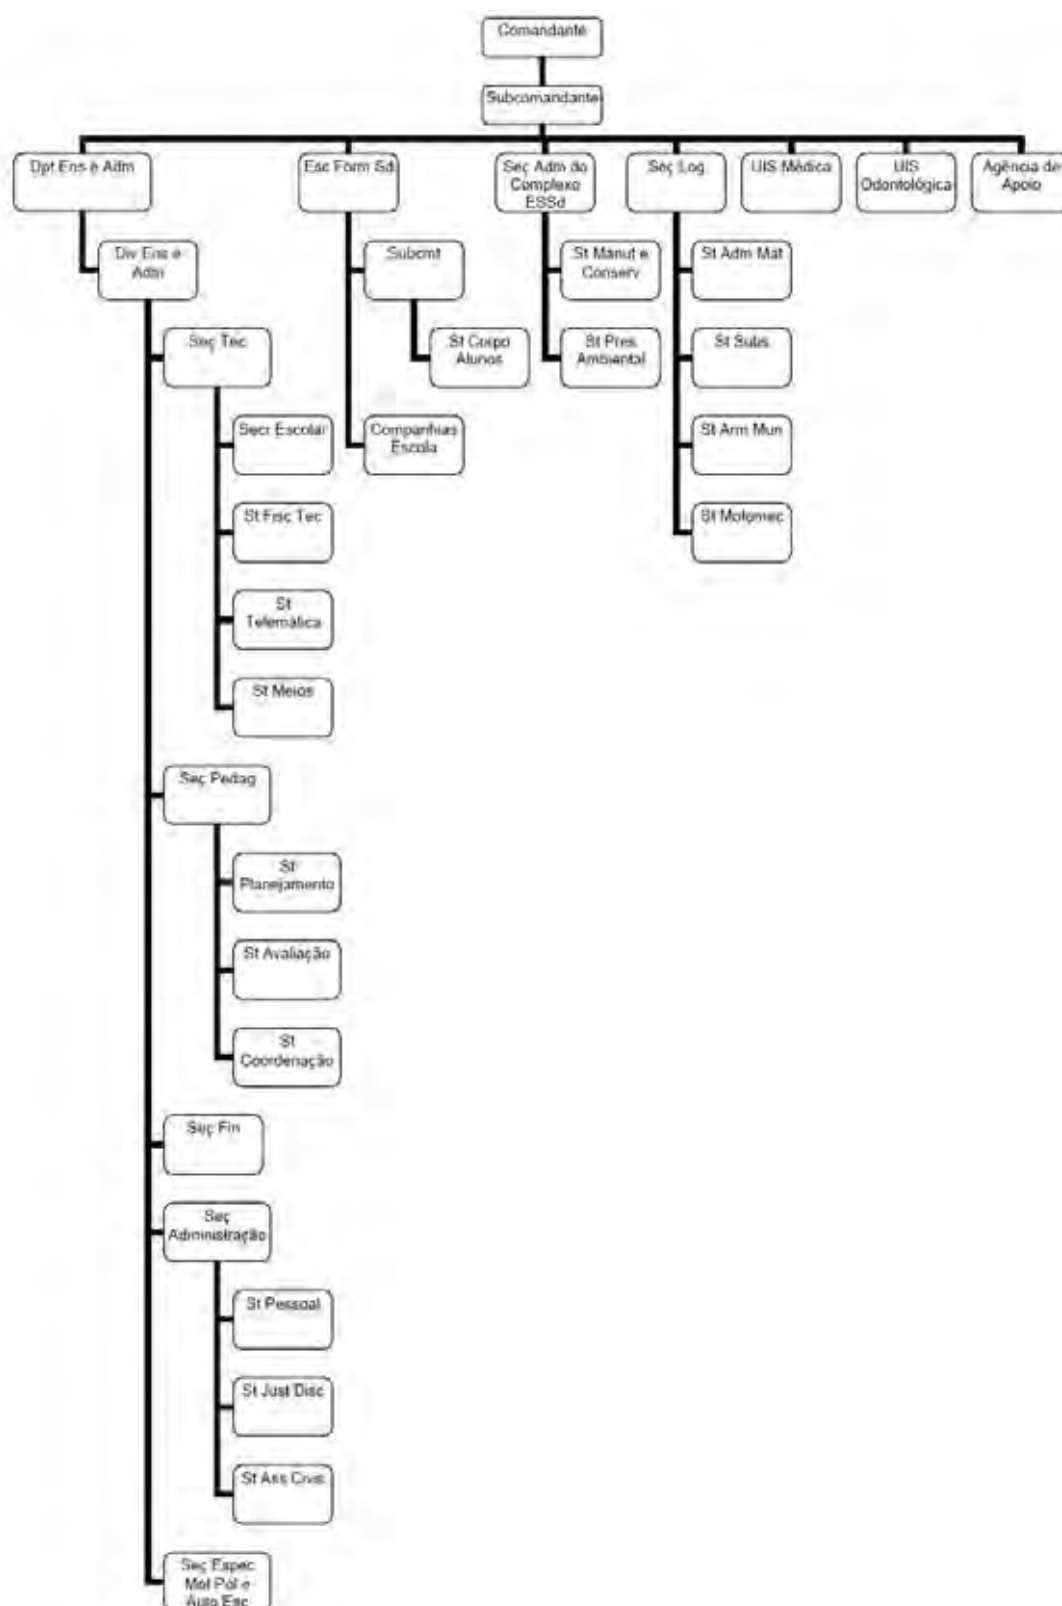 Comandante
Subcomandante
Dpt Ens e Adm
Esc Form Sd
Seç Adm do
Complexo
ESSd
Seç Log
UIS Médica
UIS
Odontológica
Agência de
Apoio
Div Ens e
Adm
Subcmt
St Manut e
Conserv
St Adm Mat
Seç Tec
St Corpo
Alunos
St Pres
Ambiental
St Subs
Secr Escolar
Companhias
Escola
St Arm Mun
St Fisc Tec
St Motomec
St
Telemática
St Meios
Seç Pedag
St
Planejamento
St Avaliação
St
Coordenação
Seç Fin
Seç
Administração
St Pessoal
St Just Disc
St Ass Civis
Seç Espec
Mot Pol e
Auto Esc